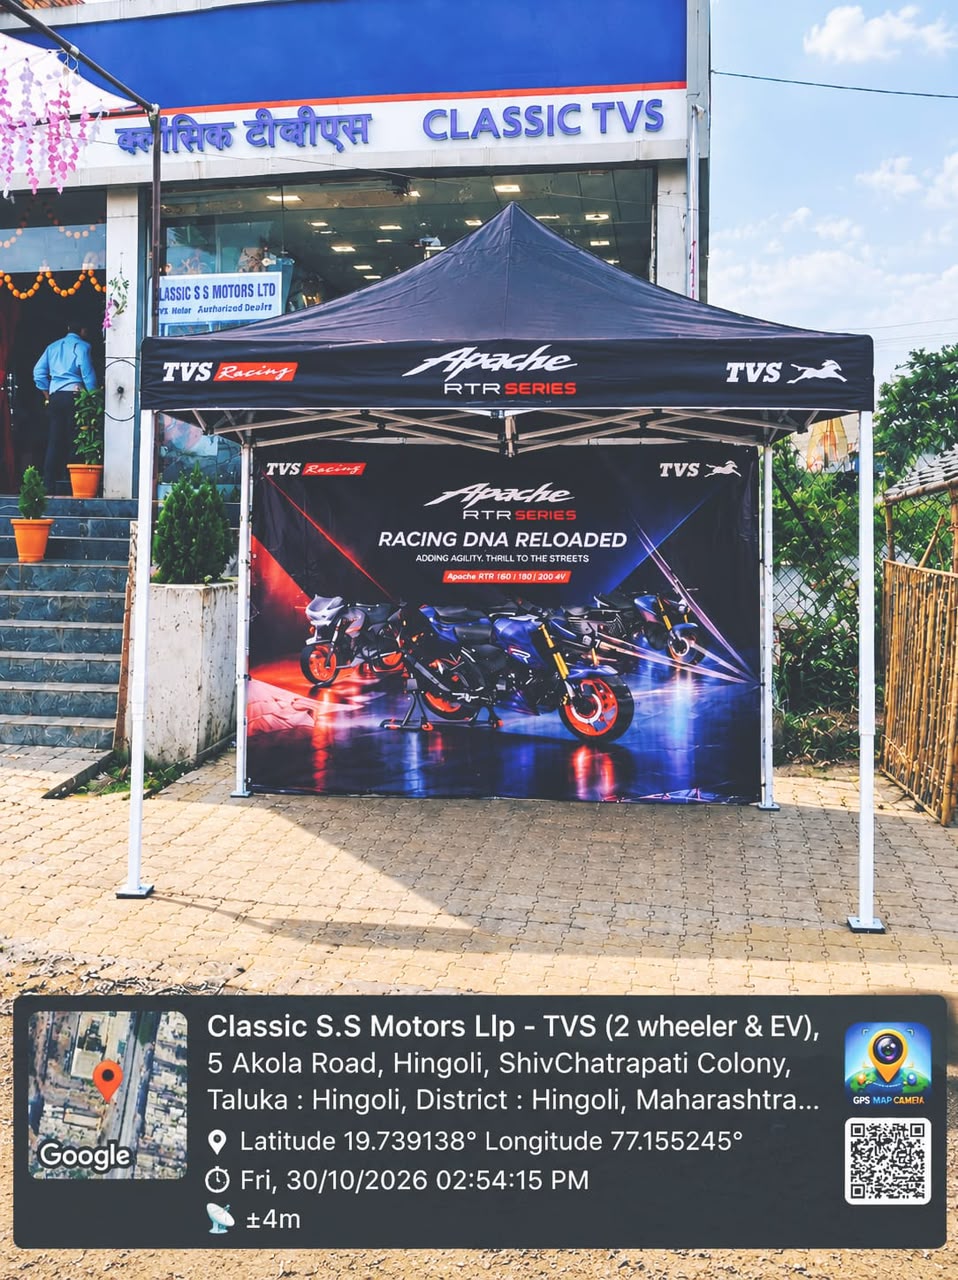 क्लासिक टीव्हीएस CLASSIC TVS
LASSIC S S MOTORS LTD
Motor Authorized Dealer
TVS Racing Apache TVS
RTR SERIES
TVS Racing TVS
Apache
RTR SERIES
RACING DNA RELOADED
ADDING AGILITY. THRILL TO THE STREETS
Apache RTR 160 | 180 | 200 4V
R
Classic S.S Motors Llp - TVS (2 wheeler & EV),
5 Akola Road, Hingoli, ShivChatrapati Colony,
Taluka : Hingoli, District : Hingoli, Maharashtra...
Latitude 19.739138° Longitude 77.155245°
Fri, 30/10/2026 02:54:15 PM
±4m
Google
GPS MAP CAMEIA